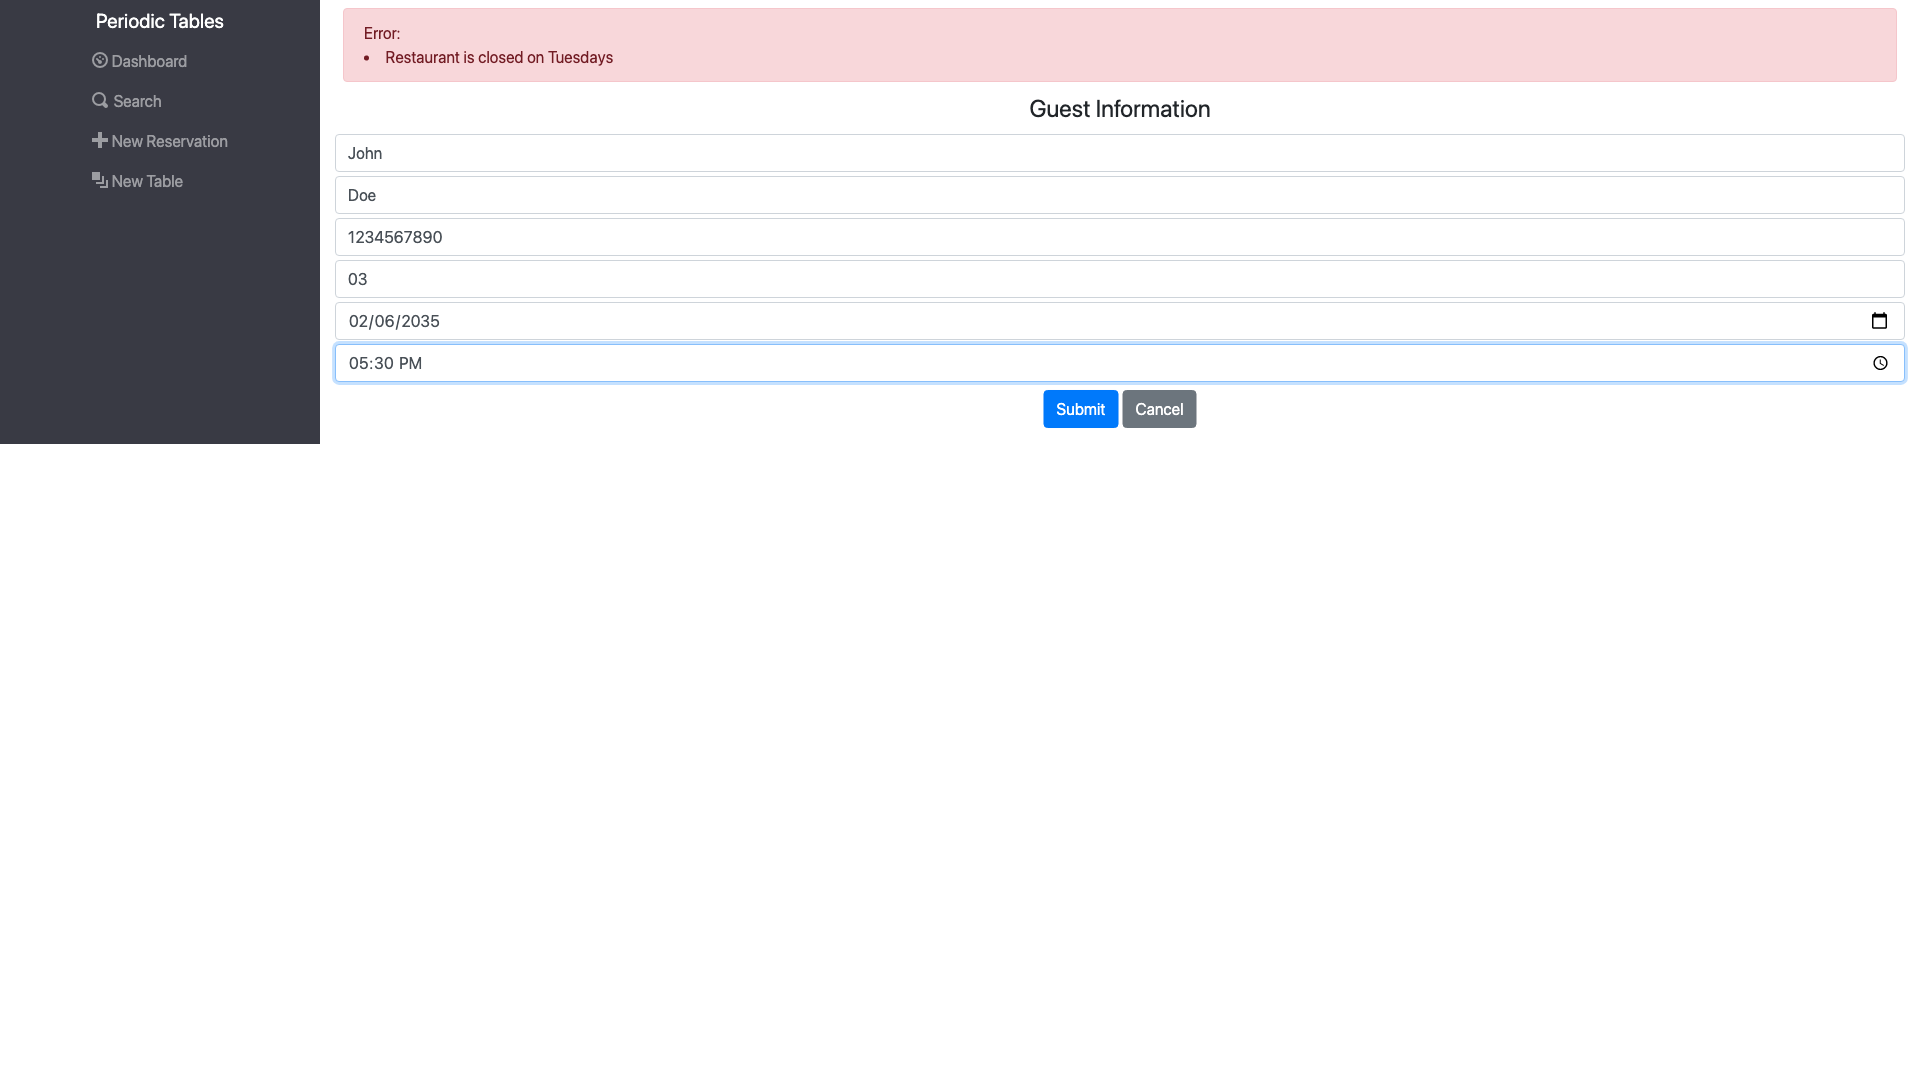 Periodic Tables
Dashboard
Search
New Reservation
New Table
Error:
• Restaurant is closed on Tuesdays
Guest Information
John
Doe
1234567890
03
02/06/2035
05:30 PM
Submit Cancel